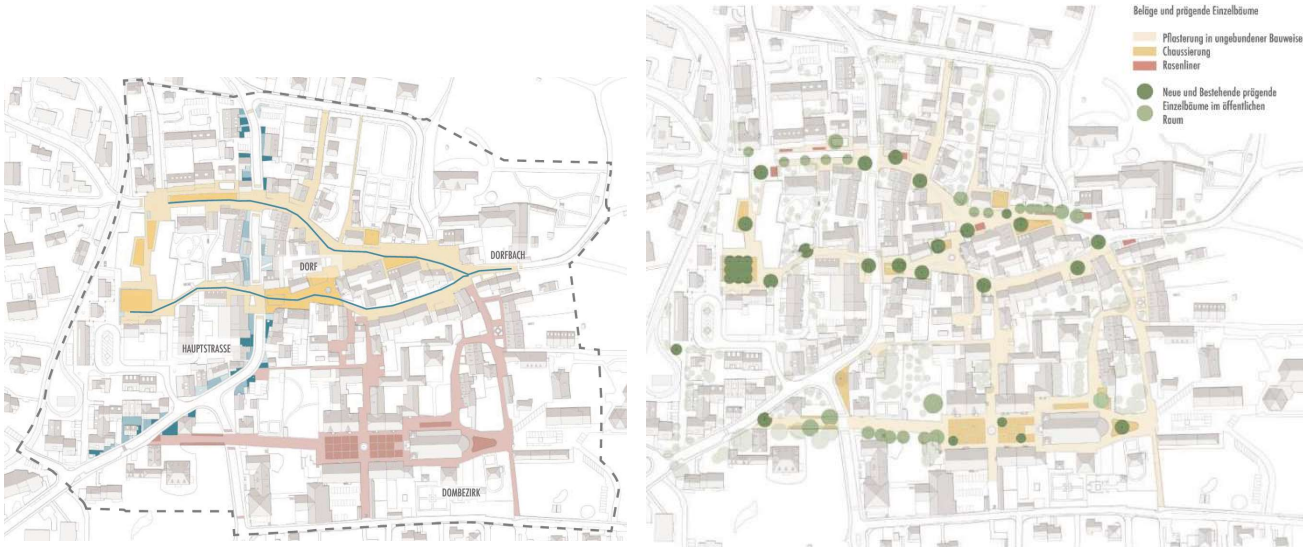 DORF
DORFBACH
HAUPTSTRASSE
DOMBEZIRK
Beläge und prägende Einzelbäume
Pflasterung in ungebundener Bauweise
Chaussierung
Rasenliner
Neue und Bestehende prägende
Einzelbäume im öffentlichen
Raum